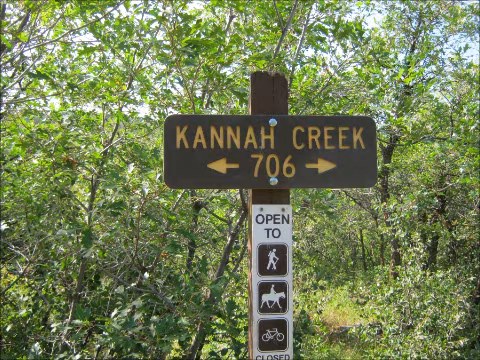 KANNAH CREEK
← 706 →
OPEN
TO
CLOSED